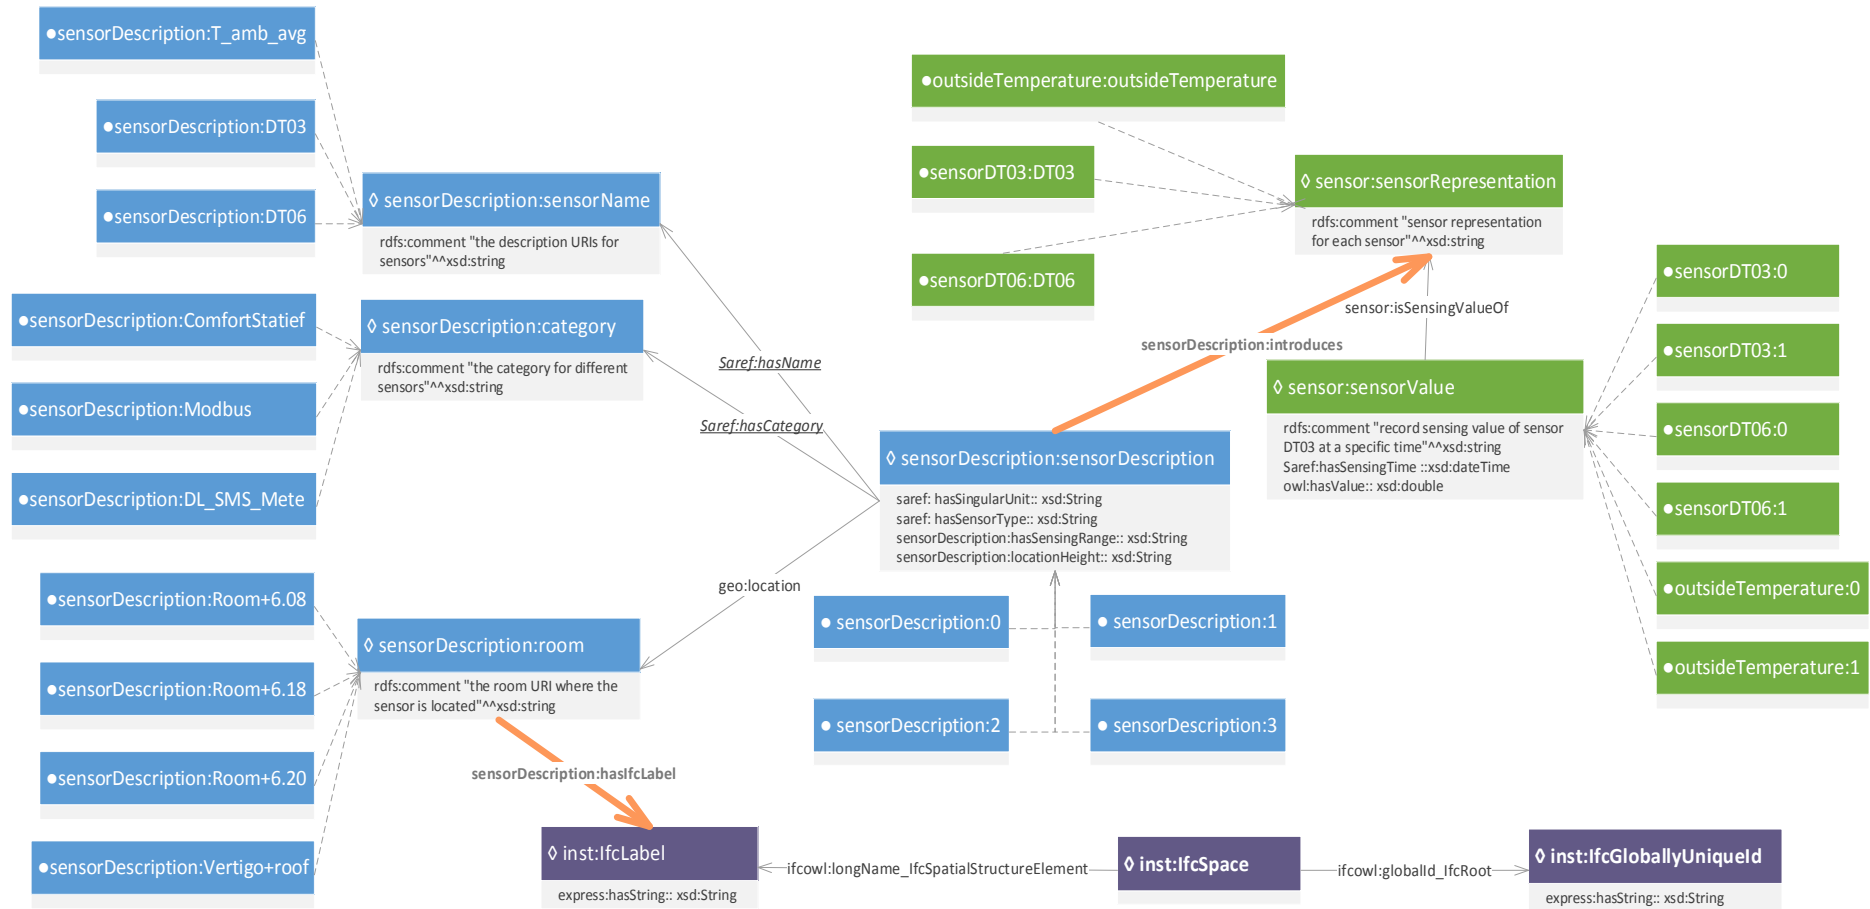 ●sensorDescription:T_amb_avg
●sensorDescription:DT03
●sensorDescription:DT06
◊ sensorDescription:sensorName
rdfs:comment "the description URIs for
sensors"^^xsd:string
●sensorDescription:ComfortStatief
●sensorDescription:Modbus
●sensorDescription:DL_SMS_Mete
◊ sensorDescription:category
rdfs:comment "the category for different
sensors"^^xsd:string
●sensorDescription:Room+6.08
●sensorDescription:Room+6.18
●sensorDescription:Room+6.20
●sensorDescription:Vertigo+roof
◊ sensorDescription:room
rdfs:comment "the room URI where the
sensor is located"^^xsd:string
Saref:hasName
Saref:hasCategory
geo:location
◊ sensorDescription:sensorDescription
saref: hasSingularUnit:: xsd:String
saref: hasSensorType:: xsd:String
sensorDescription:hasSensingRange:: xsd:String
sensorDescription:locationHeight:: xsd:String
● sensorDescription:0
● sensorDescription:1
● sensorDescription:2
● sensorDescription:3
●outsideTemperature:outsideTemperature
●sensorDT03:DT03
●sensorDT06:DT06
◊ sensor:sensorRepresentation
rdfs:comment "sensor representation
for each sensor"^^xsd:string
sensor:isSensingValueOf
sensorDescription:introduces
◊ sensor:sensorValue
rdfs:comment "record sensing value of sensor
DT03 at a specific time"^^xsd:string
Saref:hasSensingTime ::xsd:dateTime
owl:hasValue:: xsd:double
●sensorDT03:0
●sensorDT03:1
●sensorDT06:0
●sensorDT06:1
●outsideTemperature:0
●outsideTemperature:1
sensorDescription:hasIfcLabel
◊ inst:IfcLabel
express:hasString:: xsd:String
ifcowl:longName_IfcSpatialStructureElement
◊ inst:IfcSpace
ifcowl:globalId_IfcRoot
◊ inst:IfcGloballyUniqueId
express:hasString:: xsd:String